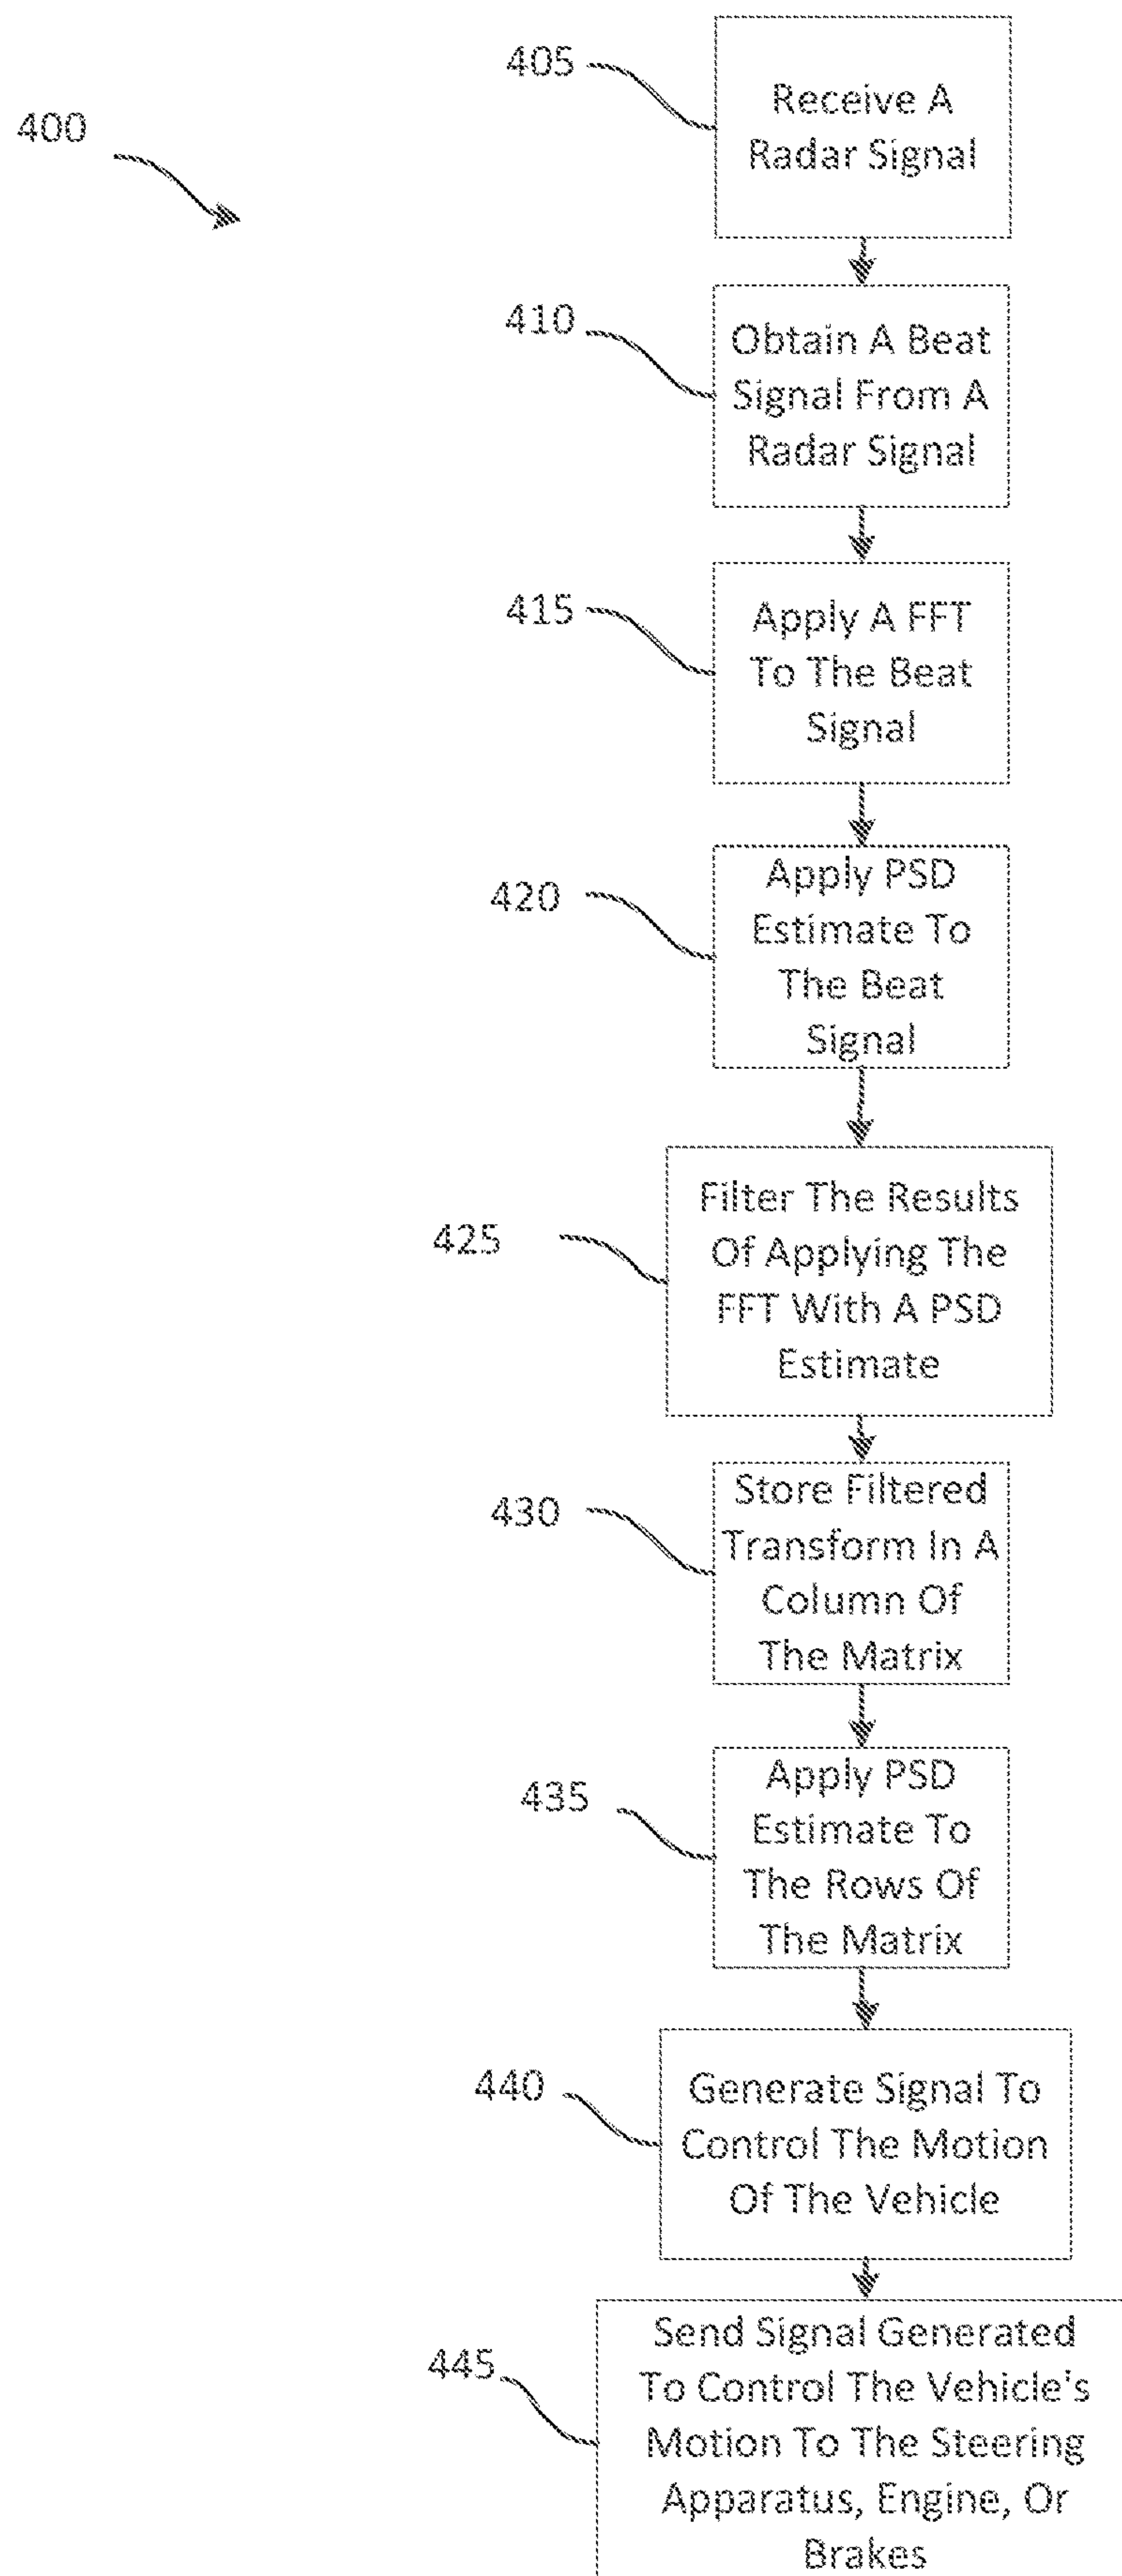 400
405
Receive A
Radar Signal
410
Obtain A Beat
Signal From A
Radar Signal
415
Apply A FFT
To The Beat
Signal
420
Apply PSD
Estimate To
The Beat
Signal
425
Filter The Results
Of Applying The
FFT With A PSD
Estimate
430
Store Filtered
Transform In A
Column Of
The Matrix
435
Apply PSD
Estimate To
The Rows Of
The Matrix
440
Generate Signal To
Control The Motion
Of The Vehicle
445
Send Signal Generated
To Control The Vehicle's
Motion To The Steering
Apparatus, Engine, Or
Brakes